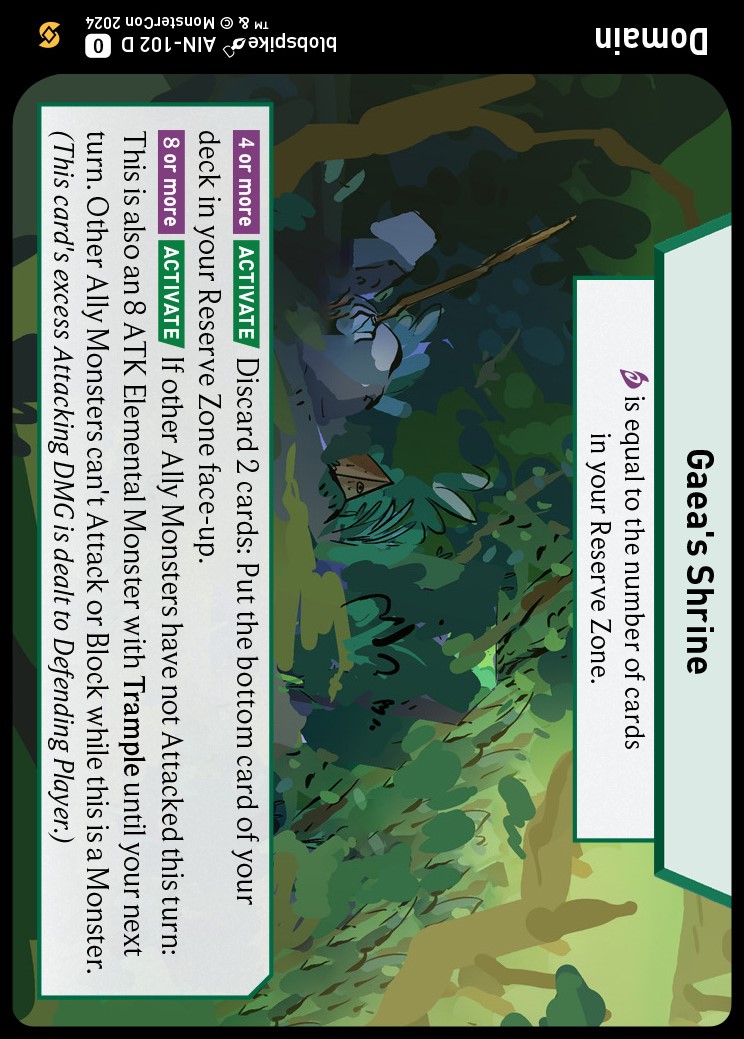 Gaea's Shrine
is equal to the number of cards
in your Reserve Zone.
4 or more ACTIVATE Discard 2 cards: Put the bottom card of your
deck in your Reserve Zone face-up.
8 or more ACTIVATE If other Ally Monsters have not Attacked this turn:
This is also an 8 ATK Elemental Monster with Trample until your next
turn. Other Ally Monsters can't Attack or Block while this is a Monster.
(This card's excess Attacking DMG is dealt to Defending Player.)
Domain
blobspike AIN-102 D 0
™ & © MonsterCon 2024